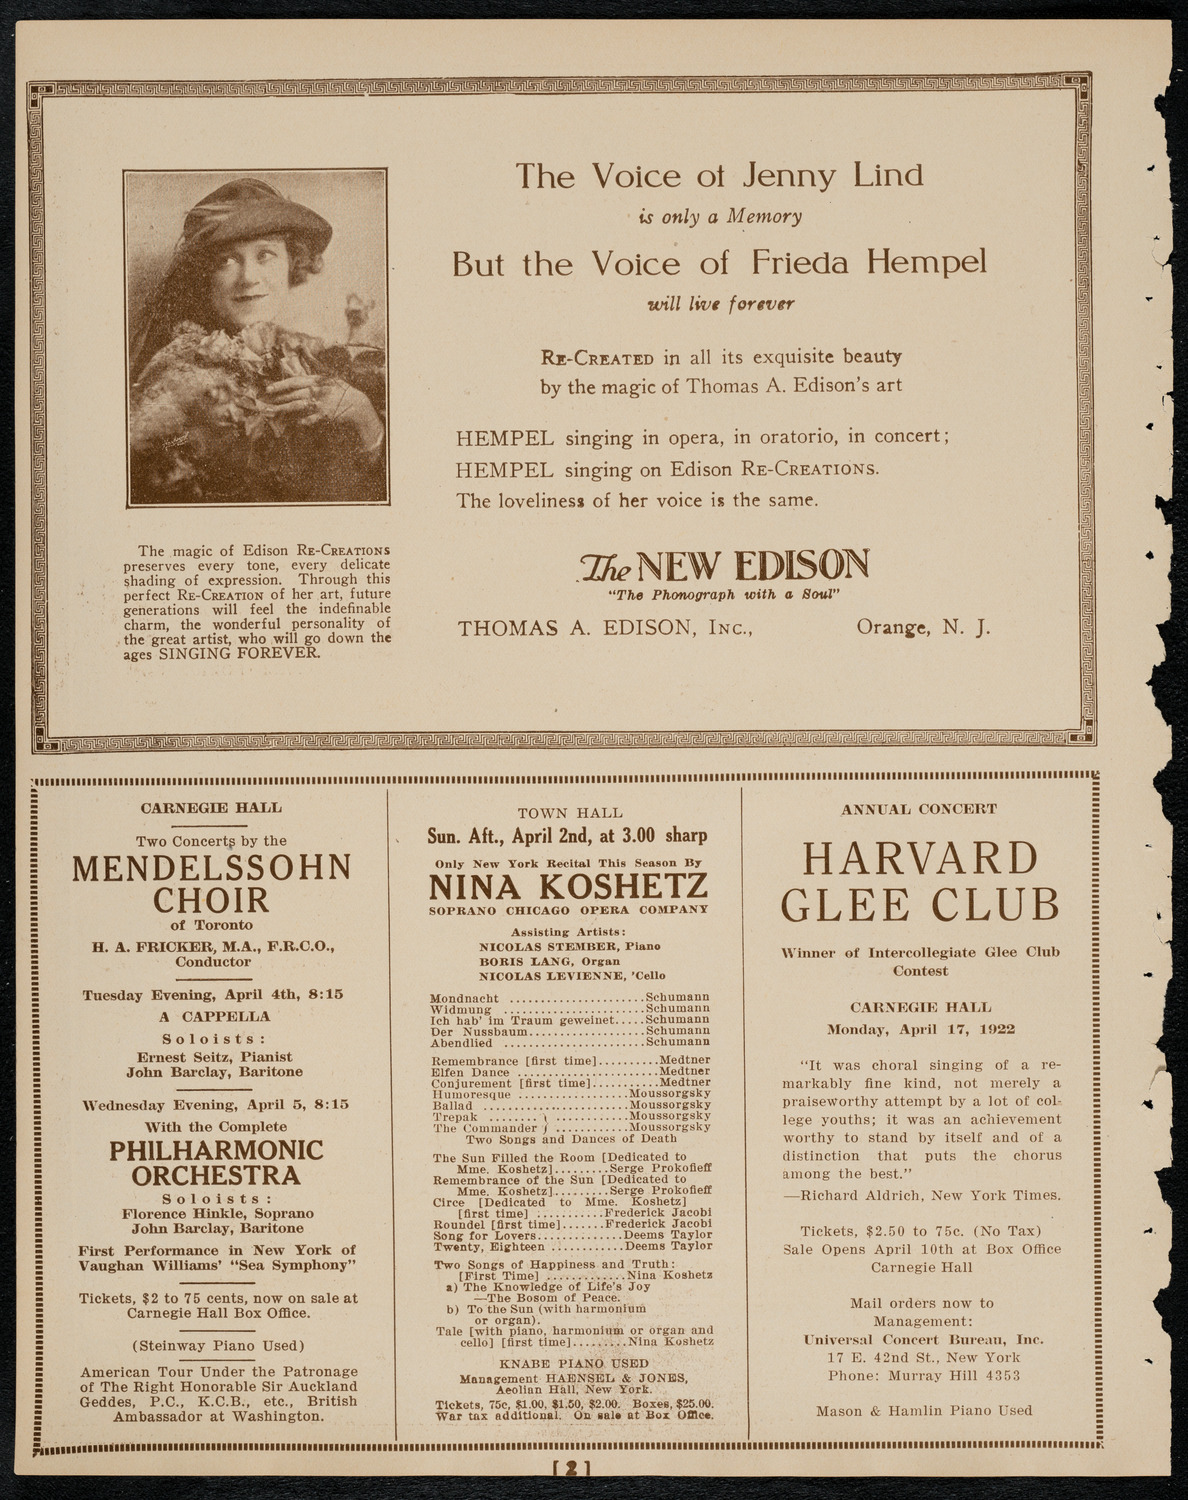 The Voice of Jenny Lind
is only a Memory
But the Voice of Frieda Hempel
will live forever
RE-CREATED in all its exquisite beauty
by the magic of Thomas A. Edison's art
HEMPEL singing in opera, in oratorio, in concert;
HEMPEL singing on Edison RE-CREATIONS.
The loveliness of her voice is the same.
The magic of Edison RE-CREATIONS
preserves every tone, every delicate
shading of expression. Through this
perfect RE-CREATION of her art, future
generations will feel the indefinable
charm, the wonderful personality of
the great artist, who will go down the
ages SINGING FOREVER.
The NEW EDISON
"The Phonograph with a Soul"
THOMAS A. EDISON, INC., Orange, N. J.
CARNEGIE HALL
Two Concerts by the
MENDELSSOHN
CHOIR
of Toronto
H. A. FRICKER, M.A., F.R.C.O.,
Conductor
Tuesday Evening, April 4th, 8:15
A CAPPELLA
Soloists:
Ernest Seitz, Pianist
John Barclay, Baritone
Wednesday Evening, April 5, 8:15
With the Complete
PHILHARMONIC
ORCHESTRA
Soloists:
Florence Hinkle, Soprano
John Barclay, Baritone
First Performance in New York of
Vaughan Williams' "Sea Symphony"
Tickets, $2 to 75 cents, now on sale at
Carnegie Hall Box Office.
(Steinway Piano Used)
American Tour Under the Patronage
of The Right Honorable Sir Auckland
Geddes, P.C., K.C.B., etc., British
Ambassador at Washington.
TOWN HALL
Sun. Aft., April 2nd, at 3.00 sharp
Only New York Recital This Season By
NINA KOSHETZ
SOPRANO CHICAGO OPERA COMPANY
Assisting Artists:
NICOLAS STEMBER, Piano
BORIS LANG, Organ
NICOLAS LEVIENNE, 'Cello
Mondnacht ......................Schumann
Widmung .......................Schumann
Ich hab' im Traum geweinet.....Schumann
Der Nussbaum...................Schumann
Abendlied .......................Schumann
Remembrance [first time]..........Medtner
Elfen Dance .......................Medtner
Conjurement [first time]...........Medtner
Humoresque ..................Moussorgsky
Ballad ........................Moussorgsky
Trepak ........} ............Moussorgsky
The Commander } ............Moussorgsky
Two Songs and Dances of Death
The Sun Filled the Room [Dedicated to
Mme. Koshetz].........Serge Prokofieff
Remembrance of the Sun [Dedicated to
Mme. Koshetz].........Serge Prokofieff
Circe [Dedicated to Mme. Koshetz]
[first time] ...........Frederick Jacobi
Roundel [first time].......Frederick Jacobi
Song for Lovers..............Deems Taylor
Twenty, Eighteen ............Deems Taylor
Two Songs of Happiness and Truth:
[First Time] .............Nina Koshetz
a) The Knowledge of Life's Joy
—The Bosom of Peace.
b) To the Sun (with harmonium
or organ).
Tale [with piano, harmonium or organ and
cello] [first time].........Nina Koshetz
KNABE PIANO USED
Management HAENSEL & JONES,
Aeolian Hall, New York.
Tickets, 75c, $1.00, $1.50, $2.00. Boxes, $25.00.
War tax additional. On sale at Box Office.
ANNUAL CONCERT
HARVARD
GLEE CLUB
Winner of Intercollegiate Glee Club
Contest
CARNEGIE HALL
Monday, April 17, 1922
"It was choral singing of a re-
markably fine kind, not merely a
praiseworthy attempt by a lot of col-
lege youths; it was an achievement
worthy to stand by itself and of a
distinction that puts the chorus
among the best."
—Richard Aldrich, New York Times.
Tickets, $2.50 to 75c. (No Tax)
Sale Opens April 10th at Box Office
Carnegie Hall
Mail orders now to
Management:
Universal Concert Bureau, Inc.
17 E. 42nd St., New York
Phone: Murray Hill 4353
Mason & Hamlin Piano Used
[2]